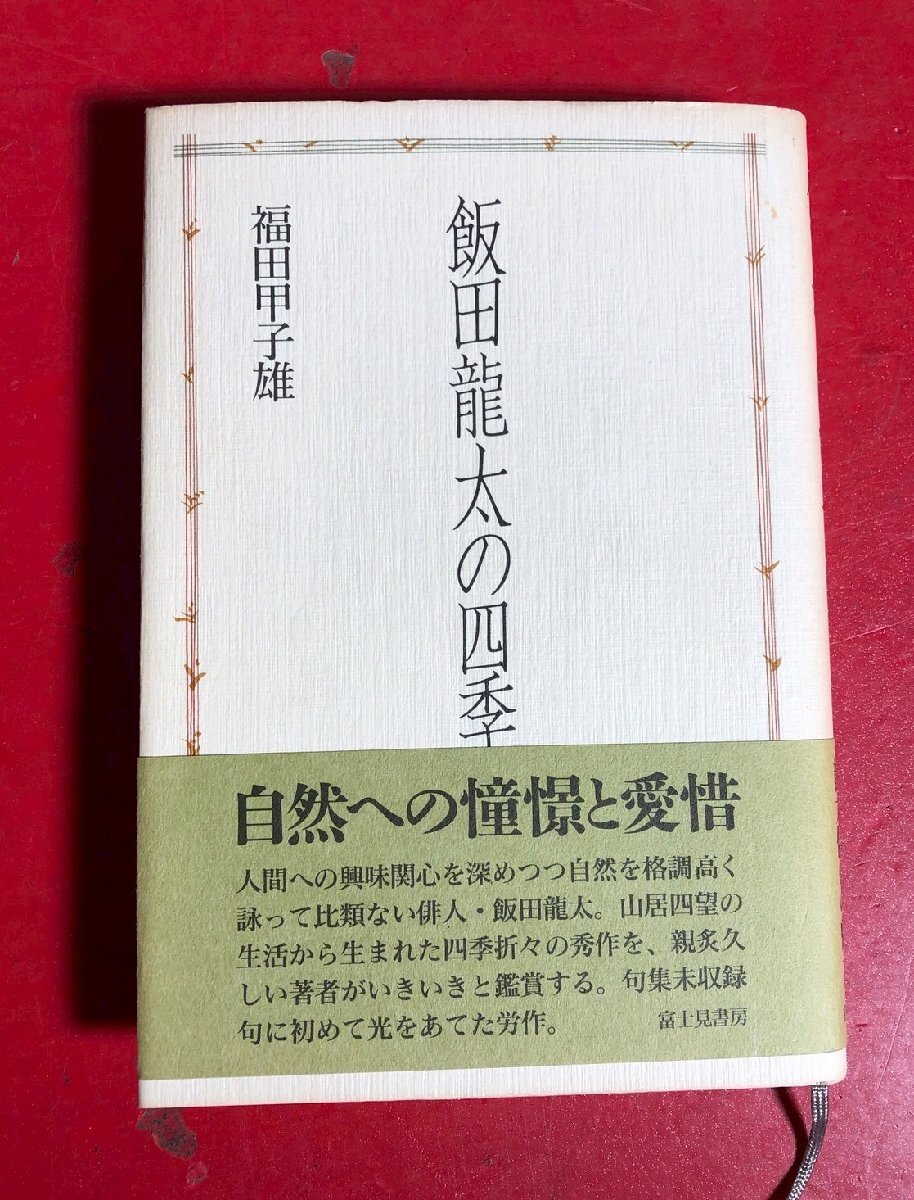 飯田龍太の四季
福田甲子雄
自然への憧憬と愛惜
人間への興味関心を深めつつ自然を格調高く
詠って比類ない俳人・飯田龍太。山居四望の
生活から生まれた四季折々の秀作を、親炙久
しい著者がいきいきと鑑賞する。句集未収録
句に初めて光をあてた労作。
富士見書房